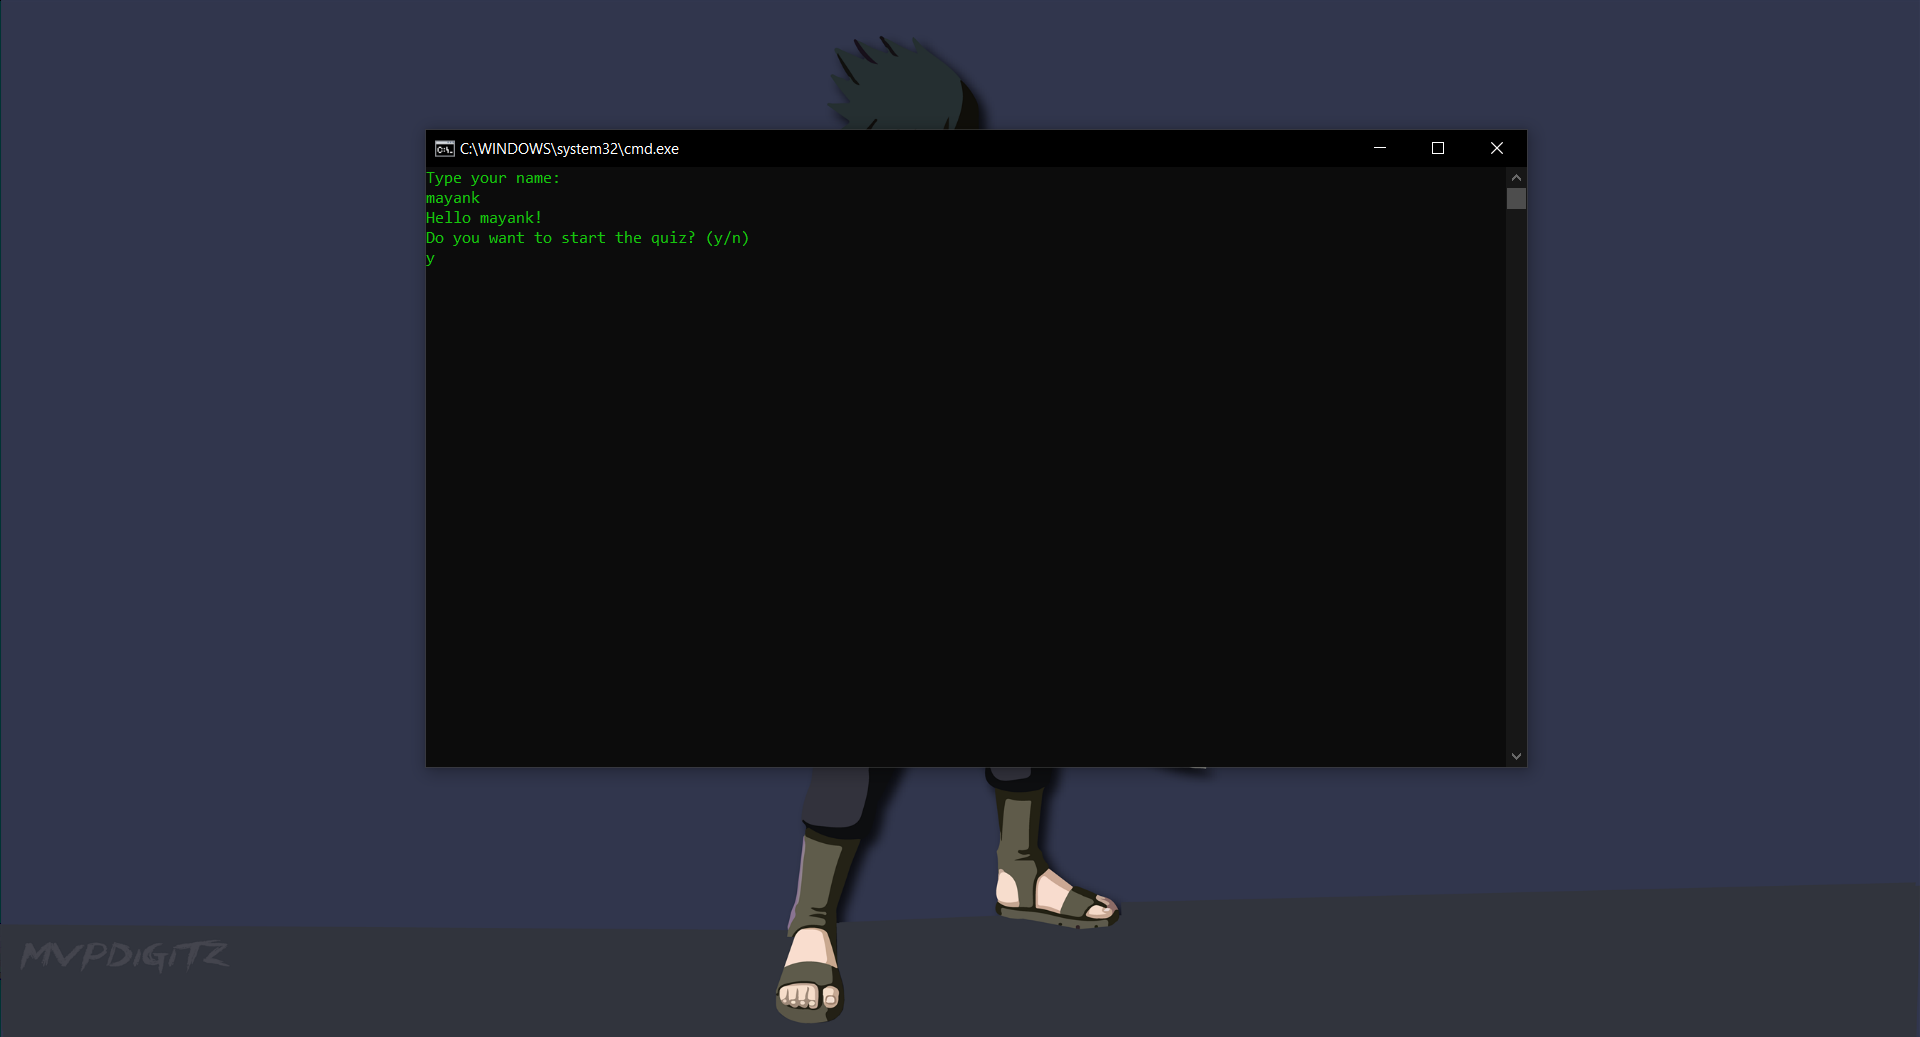 C:\WINDOWS\system32\cmd.exe
Type your name:
mayank
Hello mayank!
Do you want to start the quiz? (y/n)
y
MVPDiGiTZ